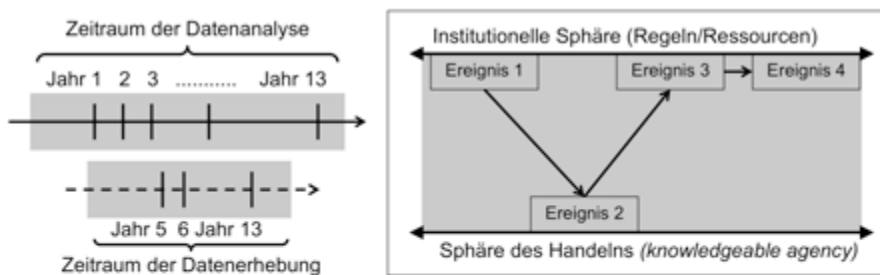 Zeitraum der Datenanalyse
Jahr 1 2 3 ............ Jahr 13
Jahr 5 6 Jahr 13
Zeitraum der Datenerhebung
Institutionelle Sphäre (Regeln/Ressourcen)
Ereignis 1 Ereignis 3 Ereignis 4
Ereignis 2
Sphäre des Handelns (knowledgeable agency)